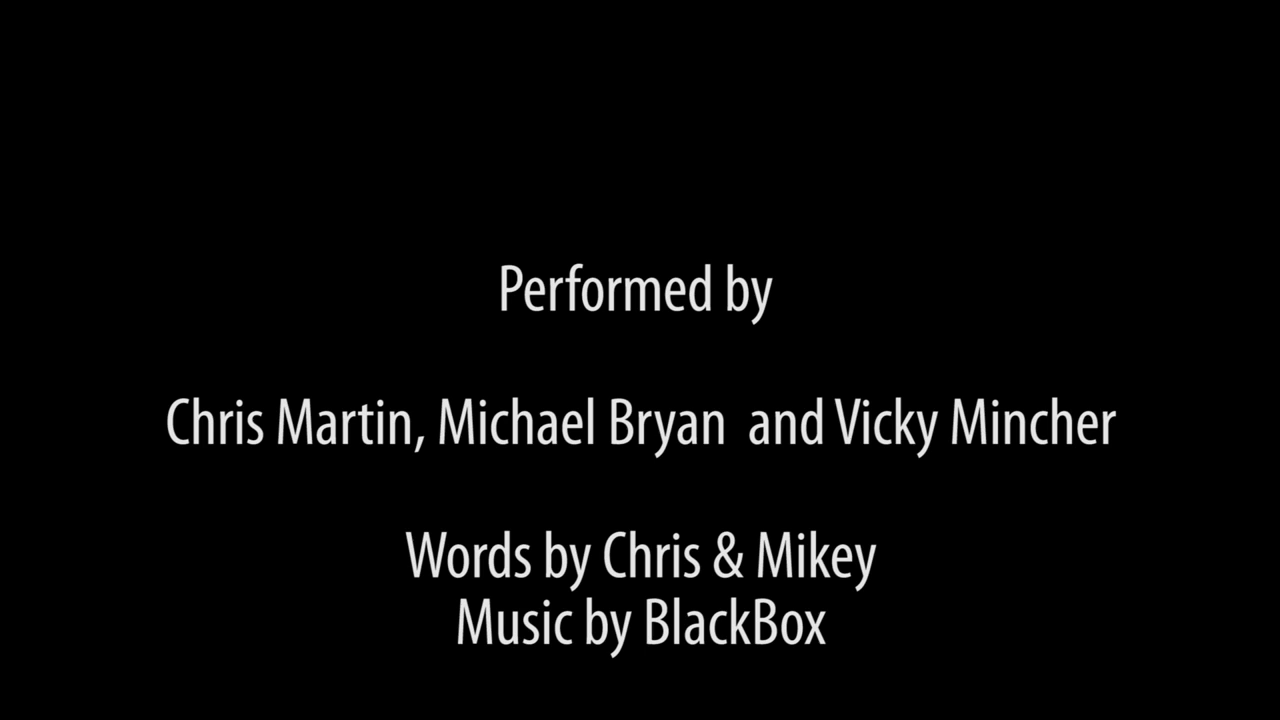 Performed by
Chris Martin, Michael Bryan  and Vicky Mincher
Words by Chris & Mikey
Music by BlackBox